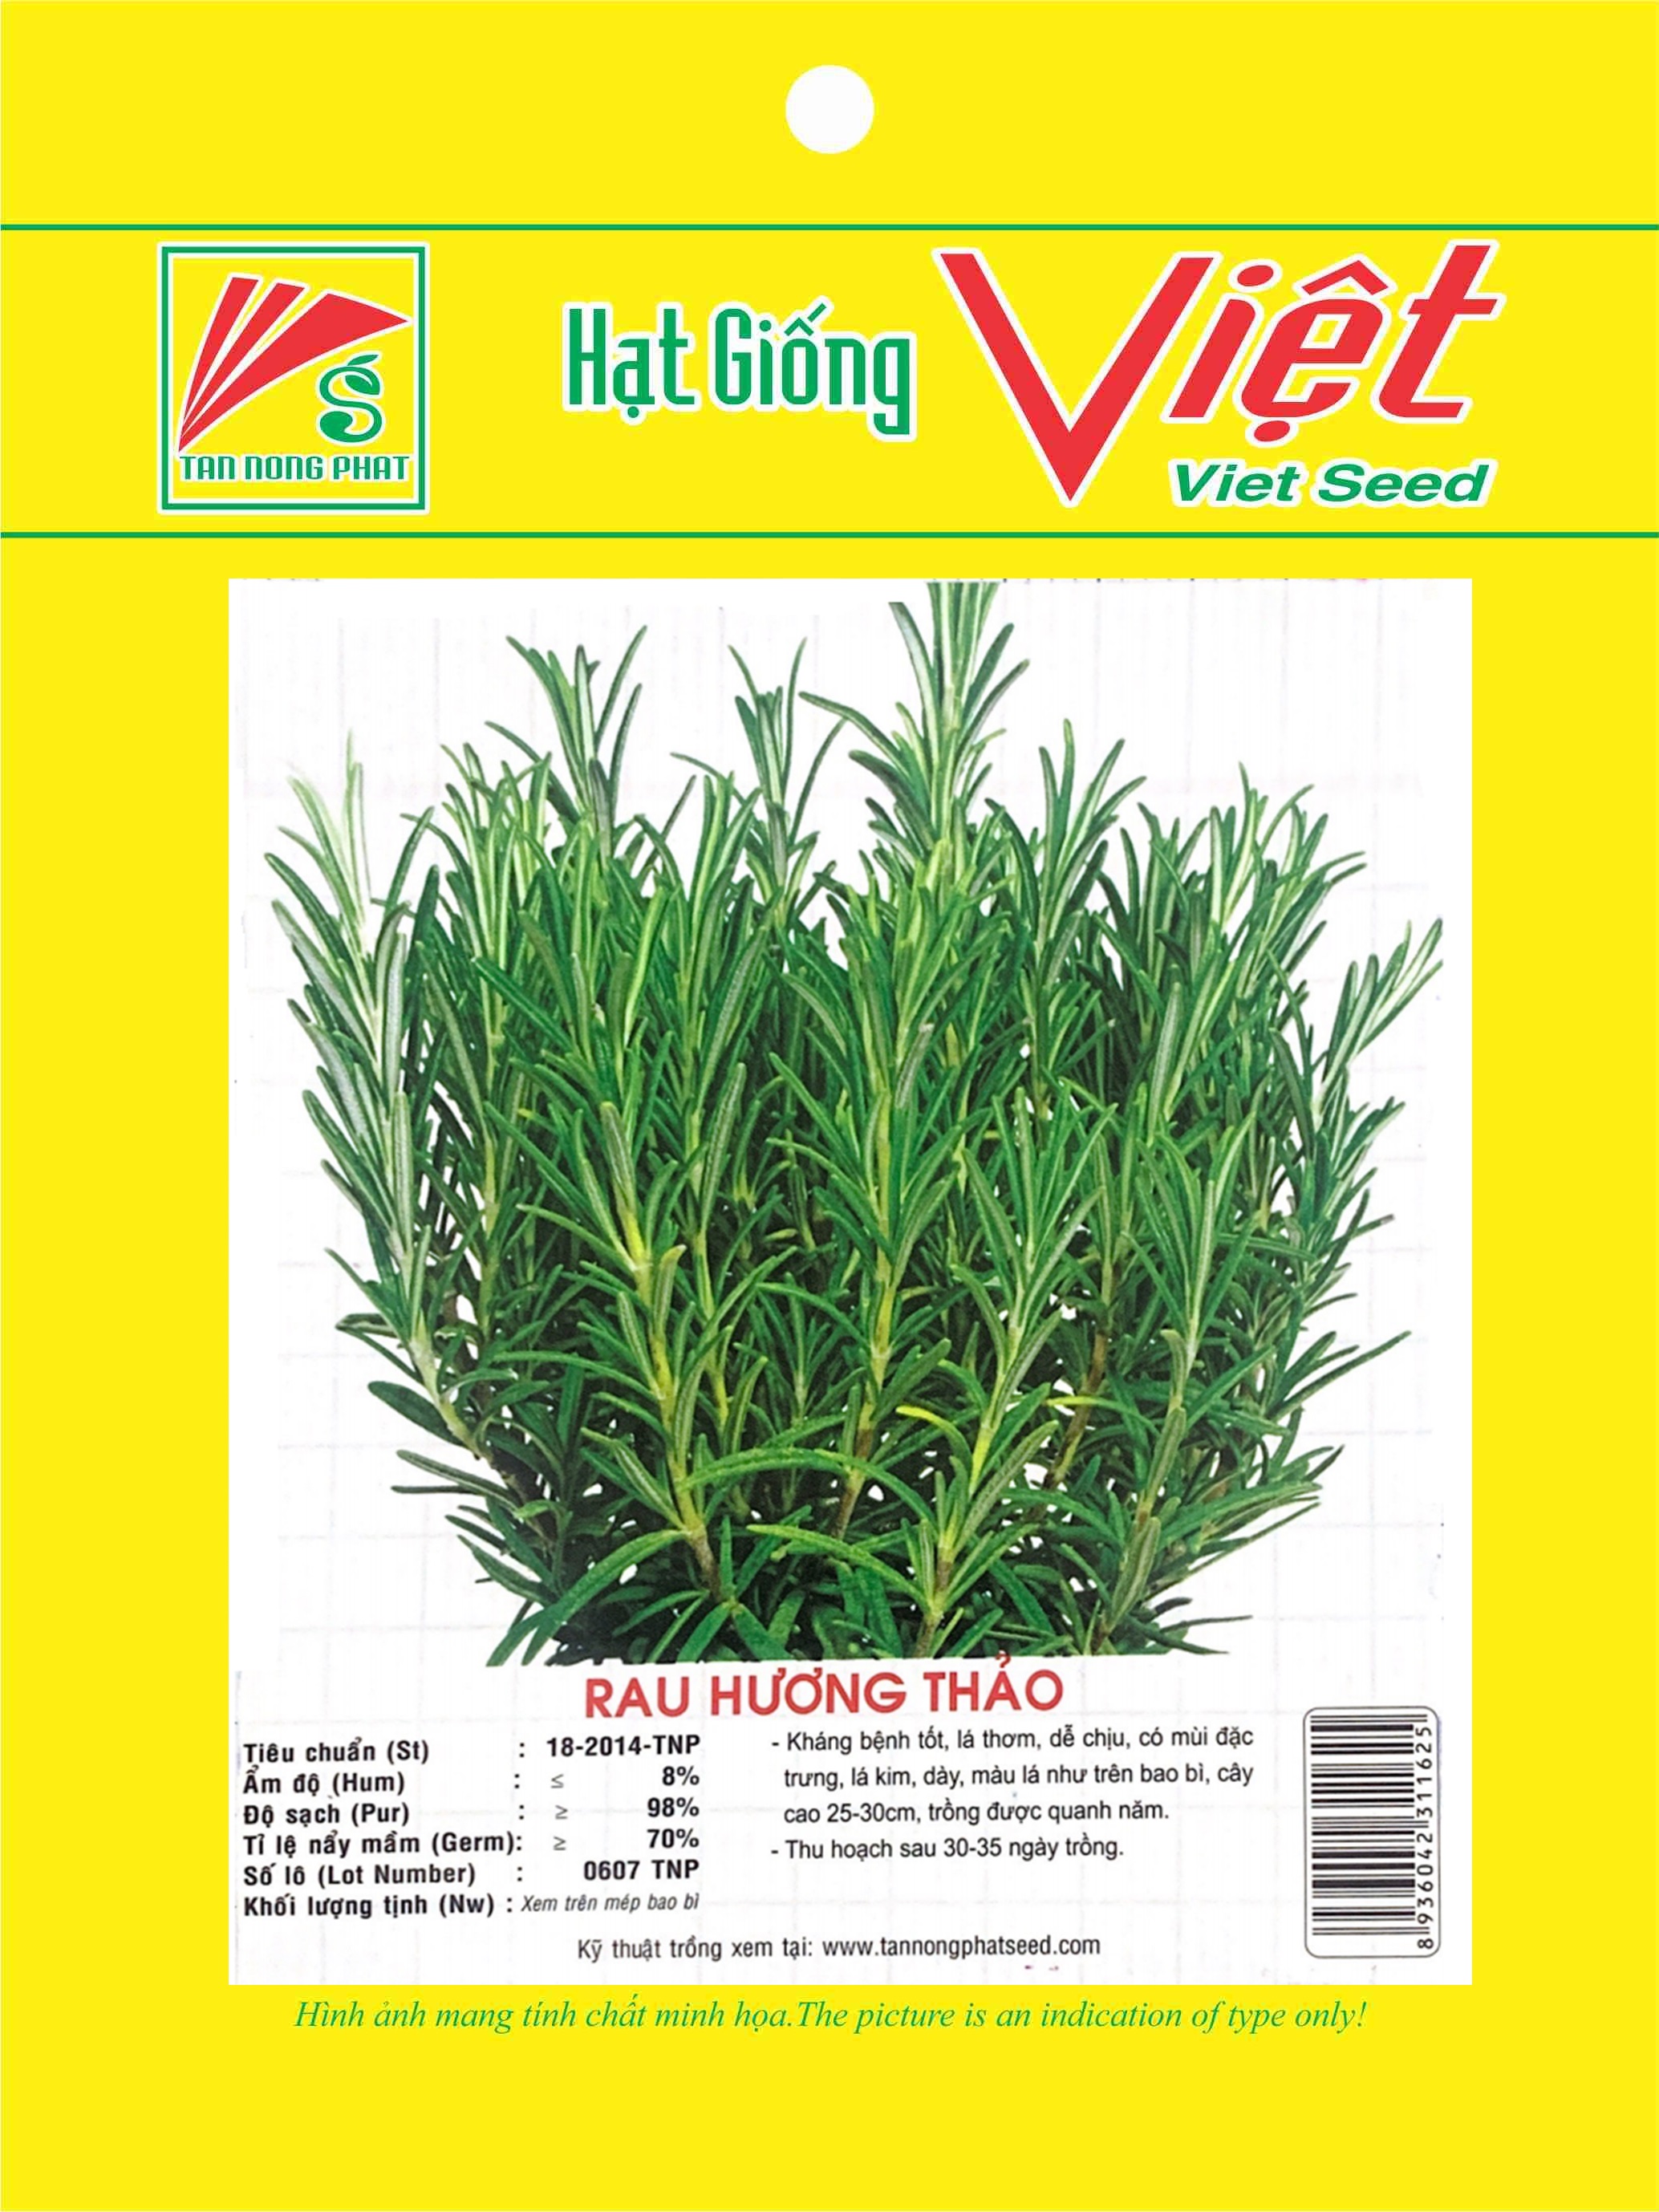 TAN NONG PHAT
Hạt Giống Việt
Viet Seed
RAU HƯƠNG THẢO
Tiêu chuẩn (St) : 18-2014-TNP
Ẩm độ (Hum) : ≤ 8%
Độ sạch (Pur) : ≥ 98%
Tỉ lệ nẩy mầm (Germ): ≥ 70%
Số lô (Lot Number) : 0607 TNP
Khối lượng tịnh (Nw) : Xem trên mép bao bì
- Kháng bệnh tốt, lá thơm, dễ chịu, có mùi đặc
trưng, lá kim, dày, màu lá như trên bao bì, cây
cao 25-30cm, trồng được quanh năm.
- Thu hoạch sau 30-35 ngày trồng.
8936042311625
Kỹ thuật trồng xem tại: www.tannongphatseed.com
Hình ảnh mang tính chất minh họa.The picture is an indication of type only!